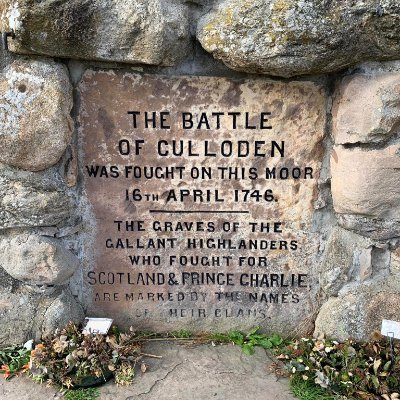 THE BATTLE
OF CULLODEN
WAS FOUGHT ON THIS MOOR
16TH APRIL 1746.
THE GRAVES OF THE
GALLANT HIGHLANDERS
WHO FOUGHT FOR
SCOTLAND & PRINCE CHARLIE,
ARE MARKED BY THE NAMES
OF THEIR CLANS.